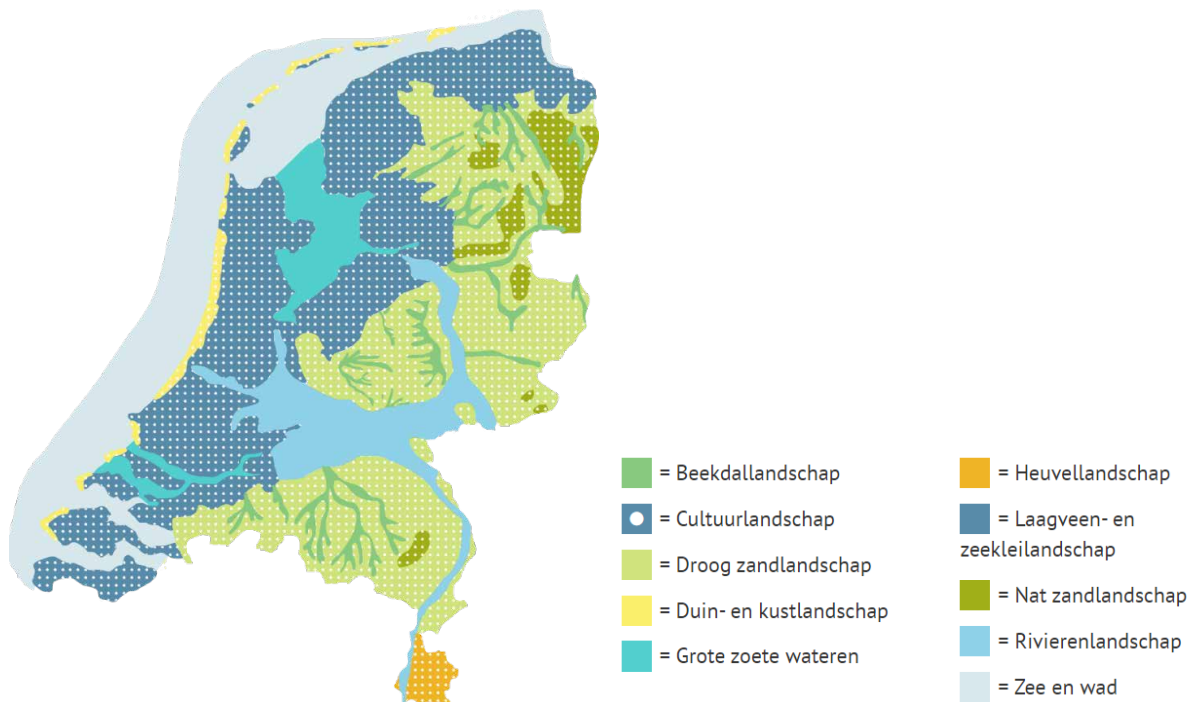 = Beekdallandschap
= Cultuurlandschap
= Droog zandlandschap
= Duin- en kustlandschap
= Grote zoete wateren
= Heuvellandschap
= Laagveen- en
zeekleilandschap
= Nat zandlandschap
= Rivierenlandschap
= Zee en wad